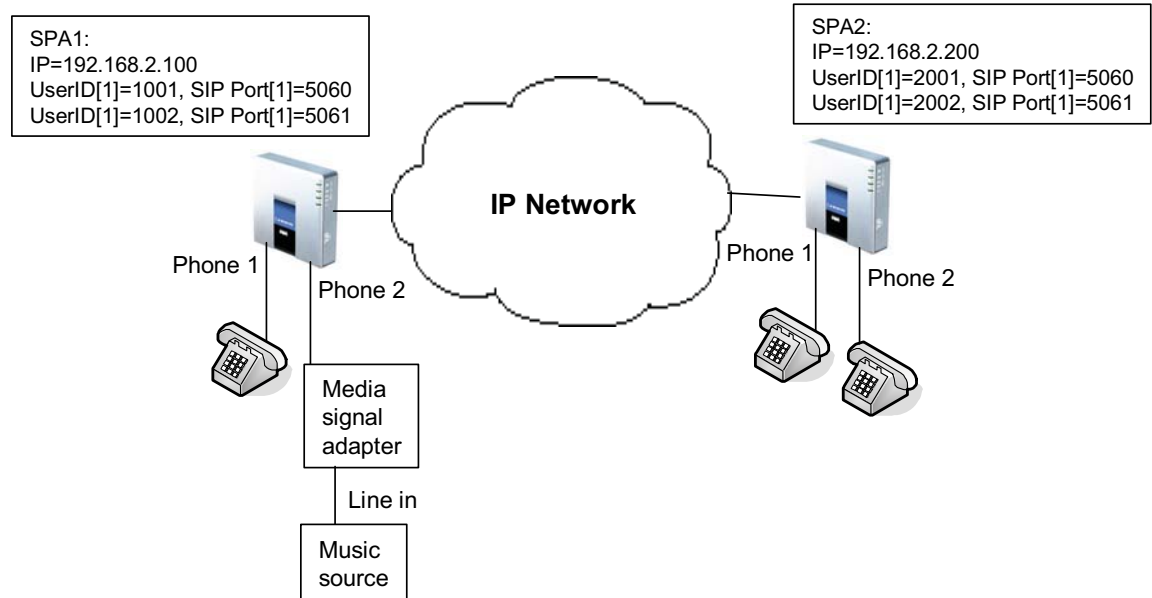 SPA1:
IP=192.168.2.100
UserID[1]=1001, SIP Port[1]=5060
UserID[1]=1002, SIP Port[1]=5061
SPA2:
IP=192.168.2.200
UserID[1]=2001, SIP Port[1]=5060
UserID[1]=2002, SIP Port[1]=5061
IP Network
Phone 1
Phone 2
Phone 1
Phone 2
Media
signal
adapter
Line in
Music
source